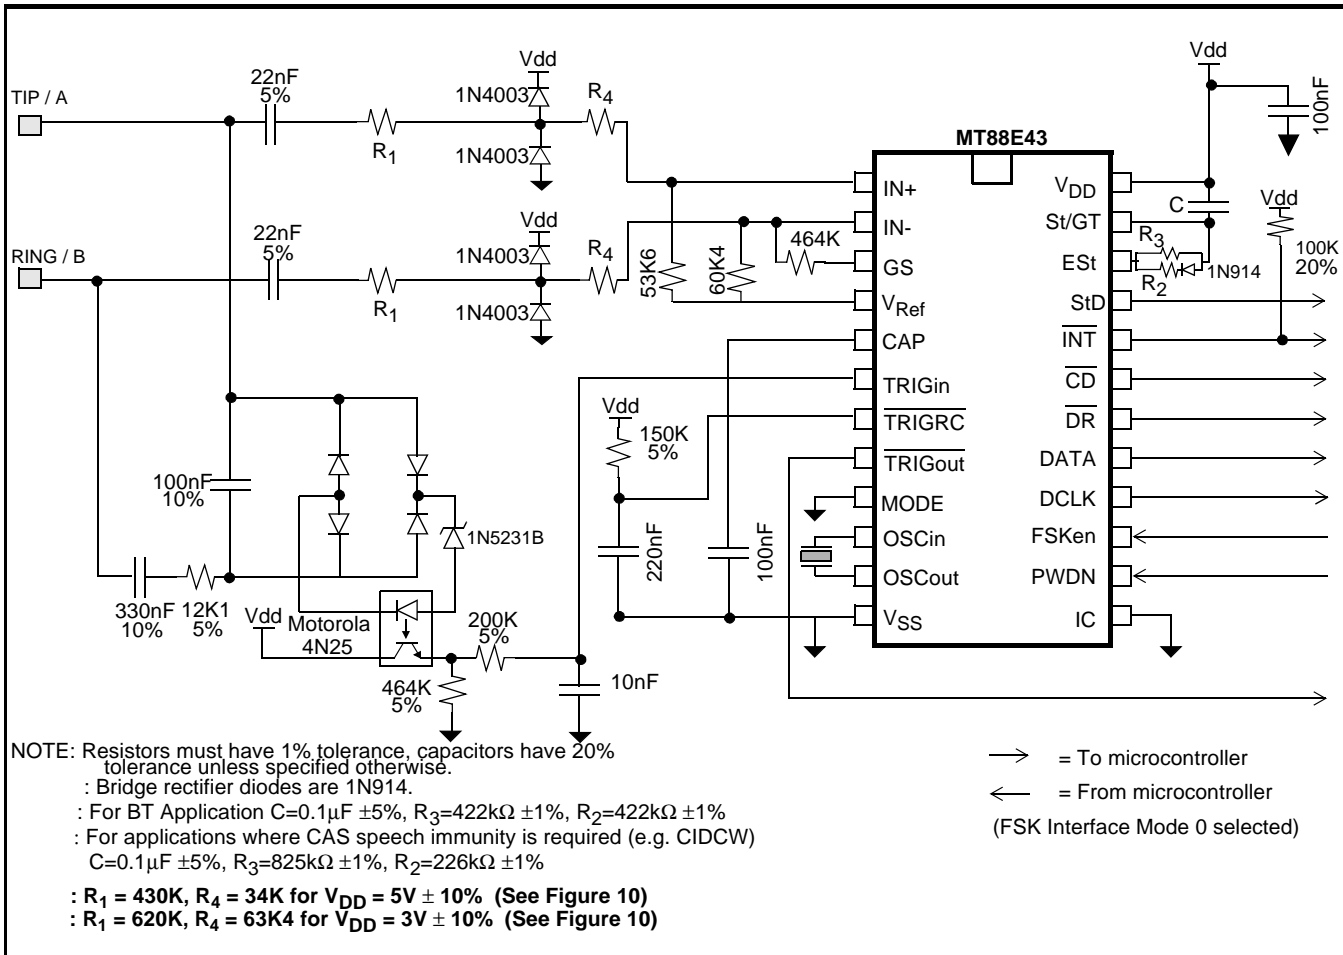 Vdd
22nF
5%
TIP / A
1N4003
R4
R1
1N4003
Vdd
22nF
5%
RING / B
1N4003
R4
R1
1N4003
53K6
60K4
464K
MT88E43
IN+
IN-
GS
VRef
CAP
TRIGin
TRIGRC
TRIGout
MODE
OSCin
OSCout
VSS
VDD
St/GT
ESt
StD
INT
CD
DR
DATA
DCLK
FSKen
PWDN
IC
Vdd
100nF
C
Vdd
100K
20%
R3
1N914
R2
Vdd
150K
5%
220nF
100nF
100nF
10%
1N5231B
330nF
10%
12K1
5%
Vdd
Motorola
4N25
200K
5%
464K
5%
10nF
NOTE: Resistors must have 1% tolerance, capacitors have 20%
tolerance unless specified otherwise.
: Bridge rectifier diodes are 1N914.
: For BT Application C=0.1μF ±5%, R3=422kΩ ±1%, R2=422kΩ ±1%
: For applications where CAS speech immunity is required (e.g. CIDCW)
C=0.1μF ±5%, R3=825kΩ ±1%, R2=226kΩ ±1%
: R1 = 430K, R4 = 34K for VDD = 5V ± 10% (See Figure 10)
: R1 = 620K, R4 = 63K4 for VDD = 3V ± 10% (See Figure 10)
= To microcontroller
= From microcontroller
(FSK Interface Mode 0 selected)